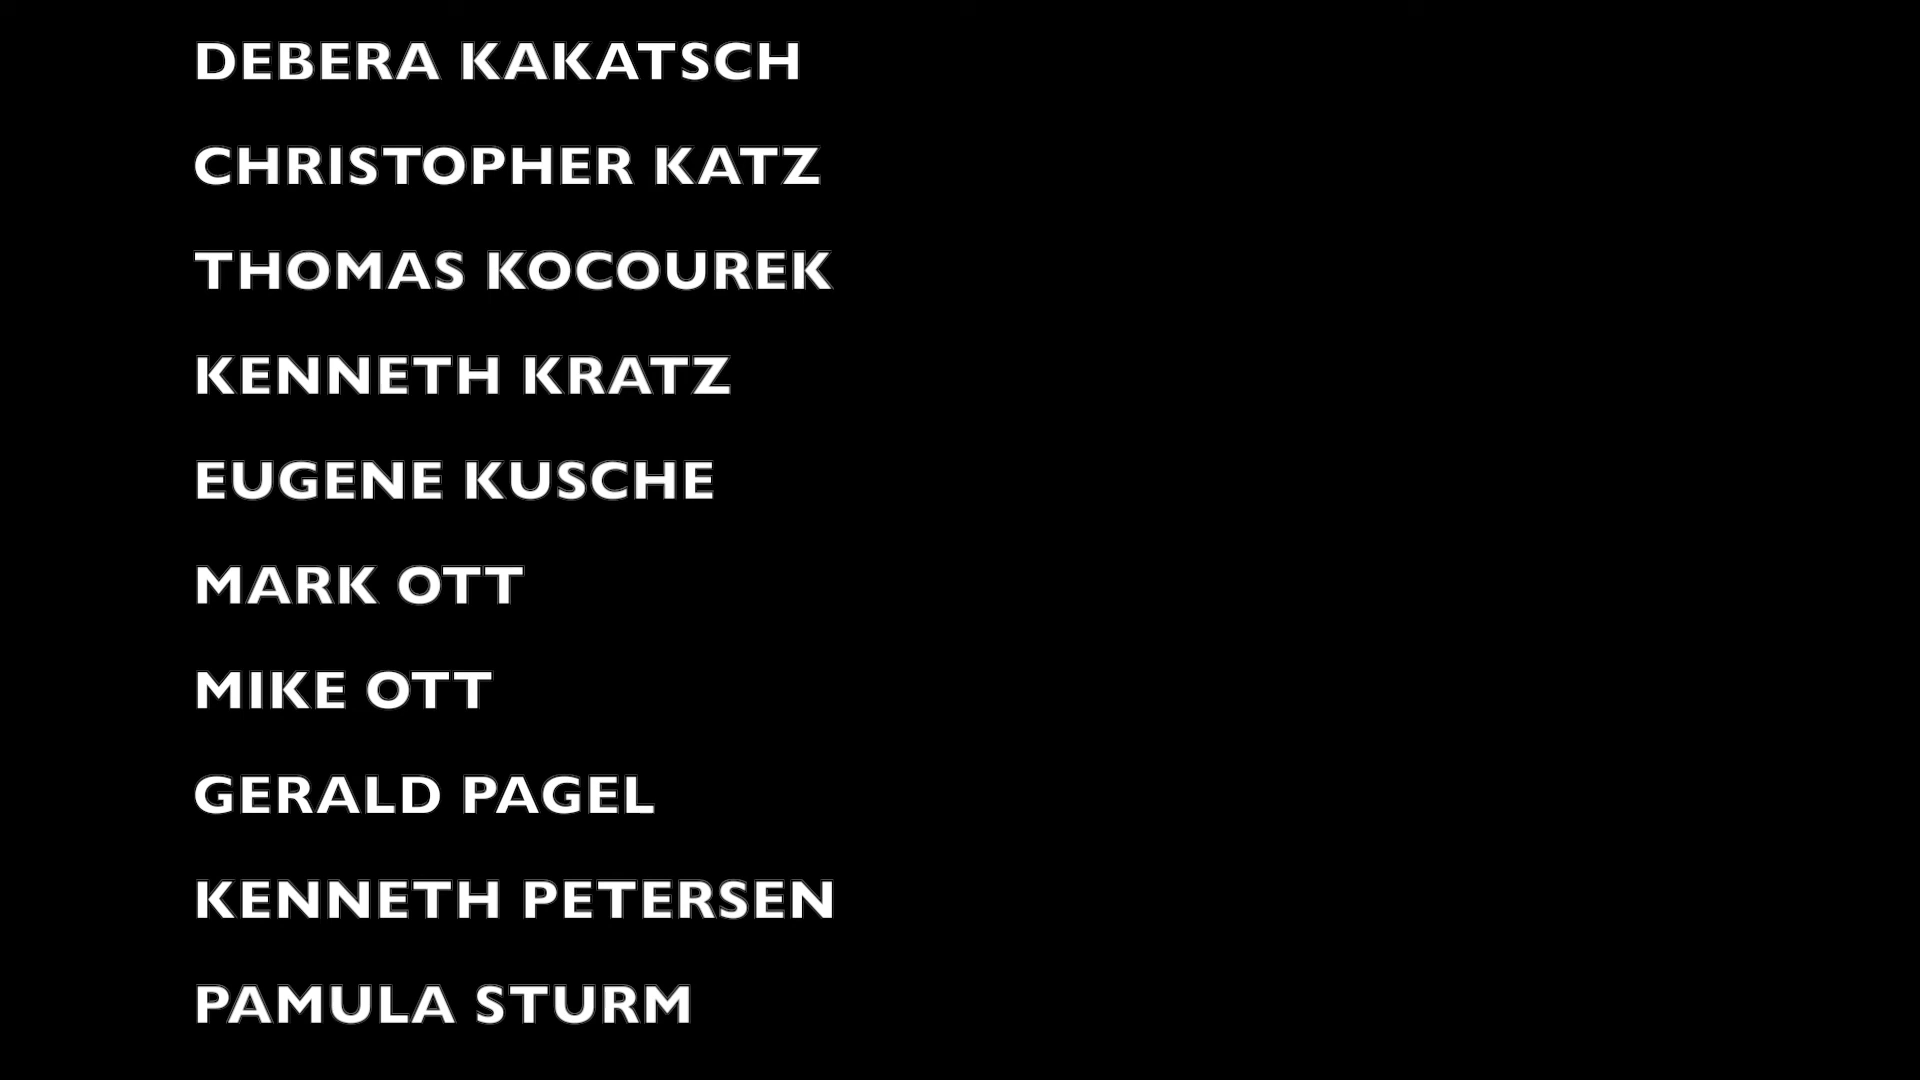 DEBERA KAKATSCH
CHRISTOPHER KATZ
THOMAS KOCOUREK
KENNETH KRATZ
EUGENE KUSCHE
MARK OTT
MIKE OTT
GERALD PAGEL
KENNETH PETERSEN
PAMULA STURM